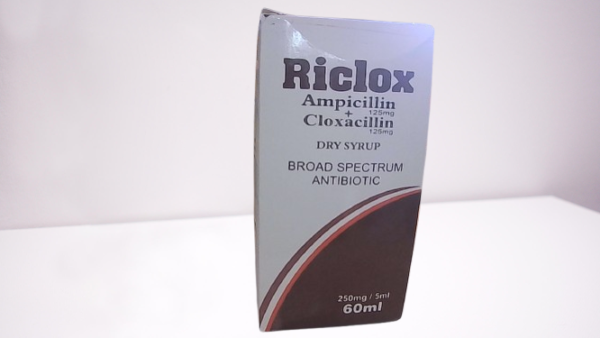 Riclox
Ampicillin
125mg
+
Cloxacillin
125mg
DRY SYRUP
BROAD SPECTRUM
ANTIBIOTIC
250mg / 5ml
60ml